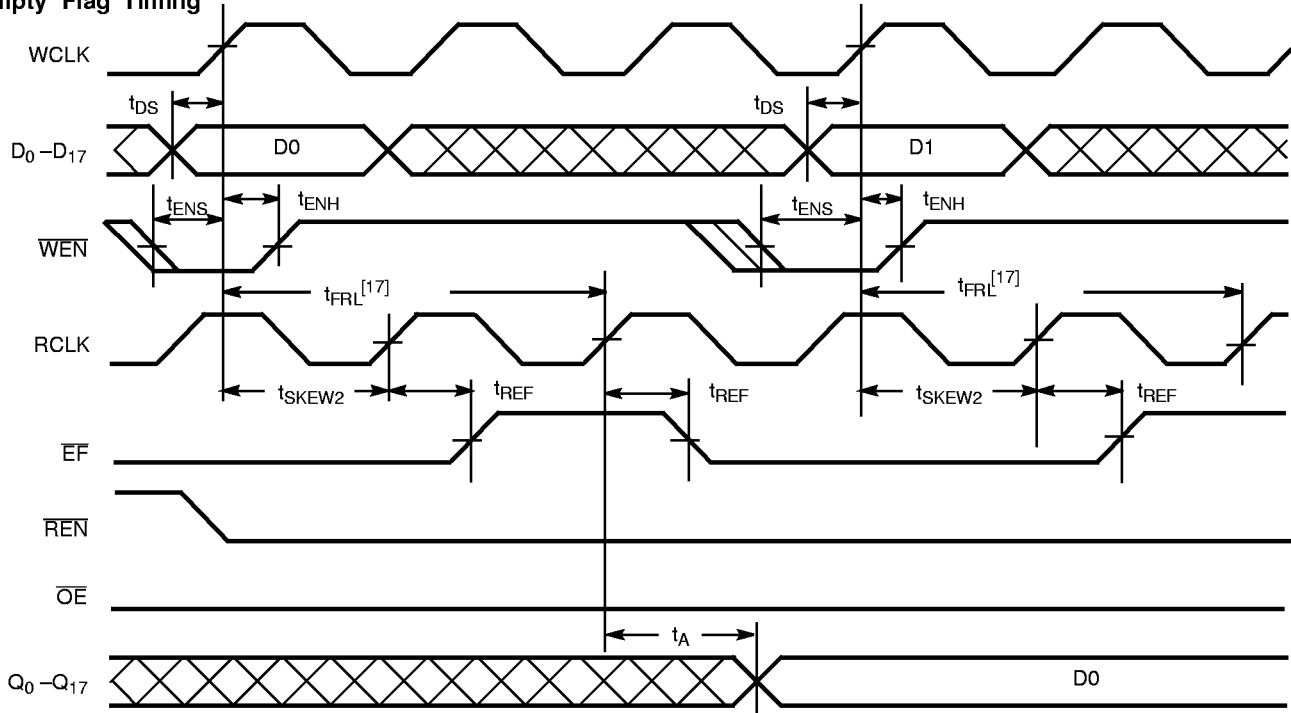 Empty Flag Timing
WCLK
tDS tDS
D0–D17 D0 D1
tENS tENH tENS tENH
WEN
tFRL[17] tFRL[17]
RCLK
tSKEW2 tREF tREF tSKEW2 tREF
EF
REN
OE
tA
Q0–Q17 D0